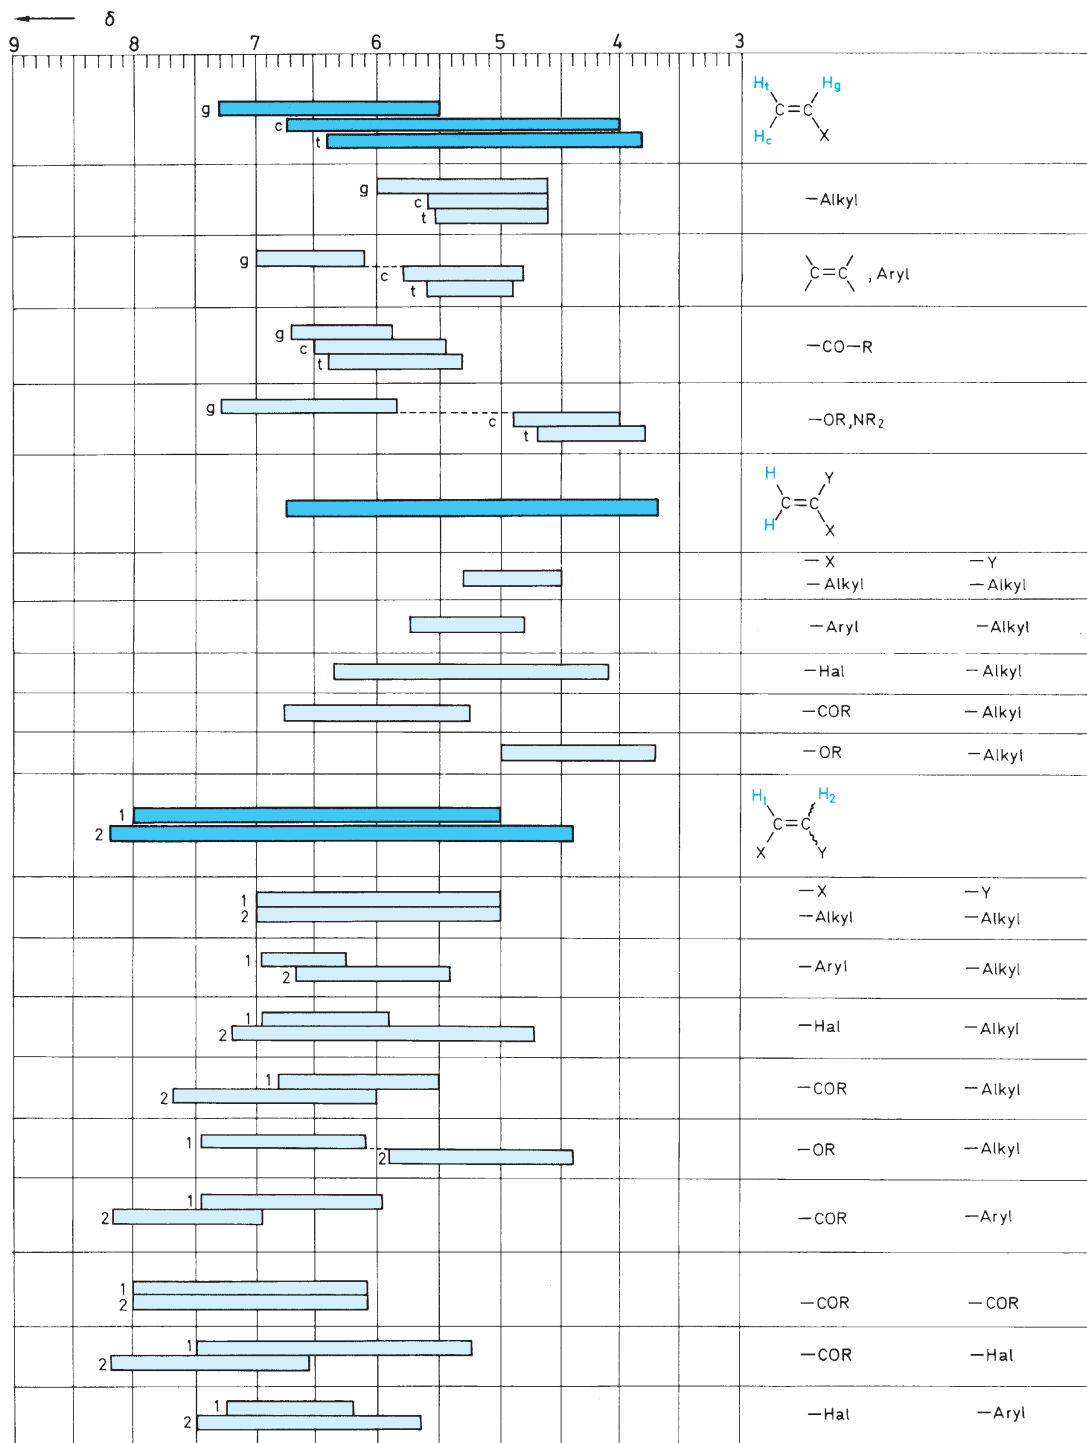 δ
9 8 7 6 5 4 3
Ht Hg
g C=C
c
t Hc X
g
c –Alkyl
t
g
c C=C , Aryl
t
g
c –CO–R
t
g
c –OR,NR2
t
H Y
C=C
H X
–X –Y
–Alkyl –Alkyl
–Aryl –Alkyl
–Hal –Alkyl
–COR –Alkyl
–OR –Alkyl
H1 H2
1
2 C=C
X Y
1 –X –Y
2 –Alkyl –Alkyl
1
2 –Aryl –Alkyl
1
2 –Hal –Alkyl
1
2 –COR –Alkyl
1
2 –OR –Alkyl
1
2 –COR –Aryl
1
2 –COR –COR
1
2 –COR –Hal
1
2 –Hal –Aryl